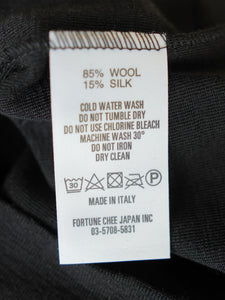 85% WOOL
15% SILK
COLD WATER WASH
DO NOT TUMBLE DRY
DO NOT USE CHLORINE BLEACH
MACHINE WASH 30°
DO NOT IRON
DRY CLEAN
30 P
MADE IN ITALY
FORTUNE CHEE JAPAN INC
03-5708-5831